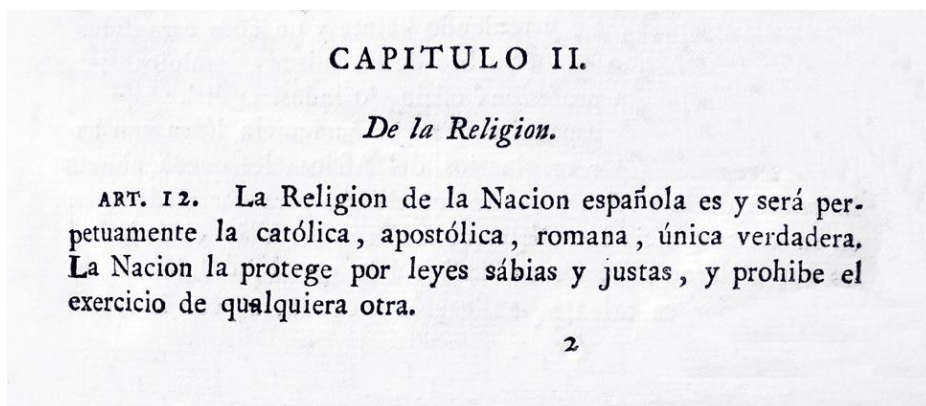 CAPITULO II.
De la Religion.
ART. 12. La Religion de la Nacion española es y será per-
petuamente la católica, apostólica, romana, única verdadera.
La Nacion la protege por leyes sábias y justas, y prohibe el
exercicio de qualquiera otra.
2